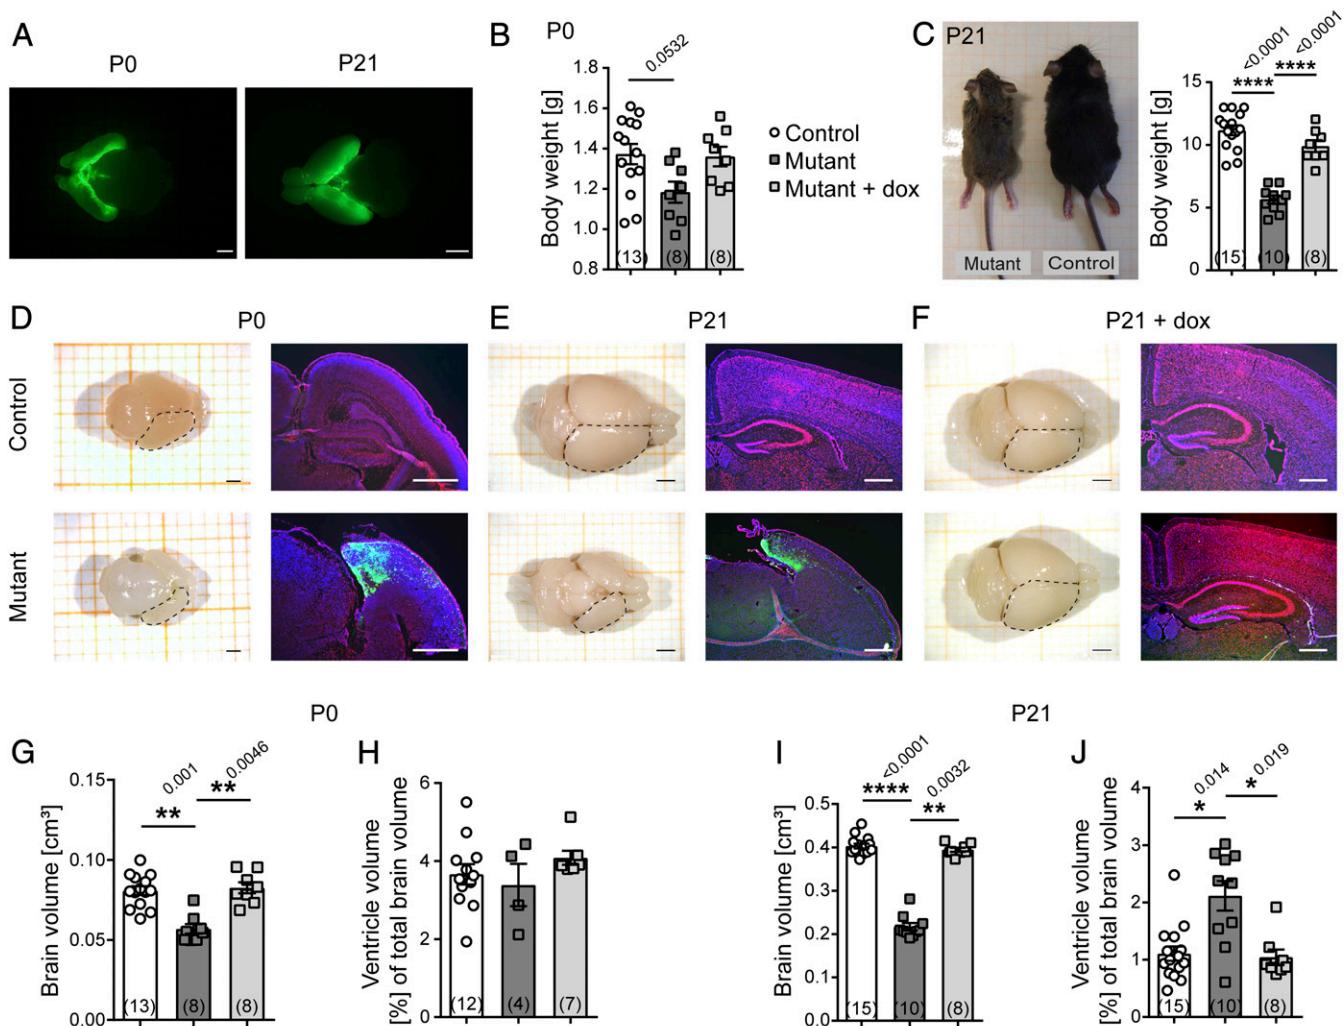 A
P0
P21
B
P0
0.0532
Body weight [g]
1.8
1.6
1.4
1.2
1.0
0.8
(13)
(8)
(8)
Control
Mutant
Mutant + dox
C
P21
Mutant
Control
<0.0001
<0.0001
****
****
Body weight [g]
15
10
5
0
(15)
(10)
(8)
D
P0
E
P21
F
P21 + dox
Control
Mutant
P0
P21
G
0.001
0.0046
**
**
Brain volume [cm³]
0.15
0.10
0.05
0.00
(13)
(8)
(8)
H
Ventricle volume
[%] of total brain volume]
6
4
2
0
(12)
(4)
(7)
I
<0.0001
0.0032
****
**
Brain volume [cm³]
0.5
0.4
0.3
0.2
0.1
0.0
(15)
(10)
(8)
J
0.014
0.019
*
*
Ventricle volume
[%] of total brain volume]
4
3
2
1
0
(15)
(10)
(8)